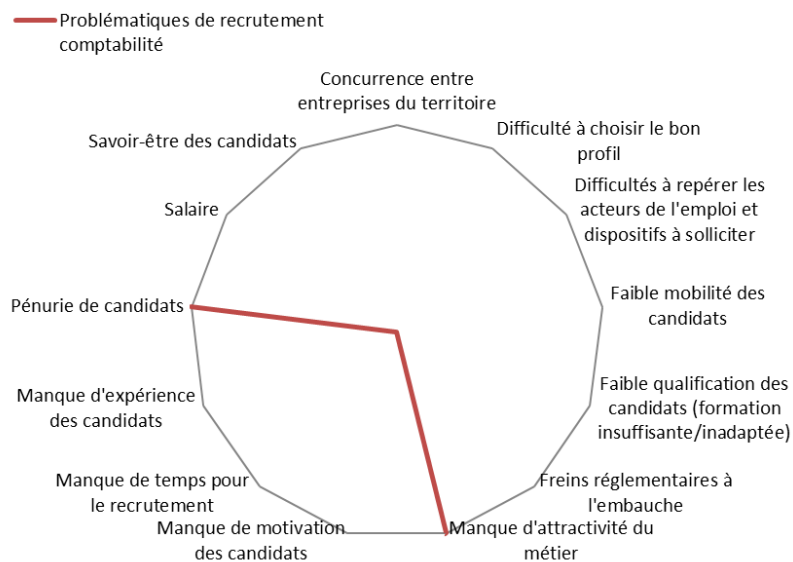 Problématiques de recrutement
comptabilité
Concurrence entre
entreprises du territoire
Difficulté à choisir le bon
profil
Difficultés à repérer les
acteurs de l'emploi et
dispositifs à solliciter
Faible mobilité des
candidats
Faible qualification des
candidats (formation
insuffisante/inadaptée)
Freins réglementaires à
l'embauche
Manque d'attractivité du
métier
Manque de motivation
des candidats
Manque de temps pour
le recrutement
Manque d'expérience
des candidats
Pénurie de candidats
Salaire
Savoir-être des candidats